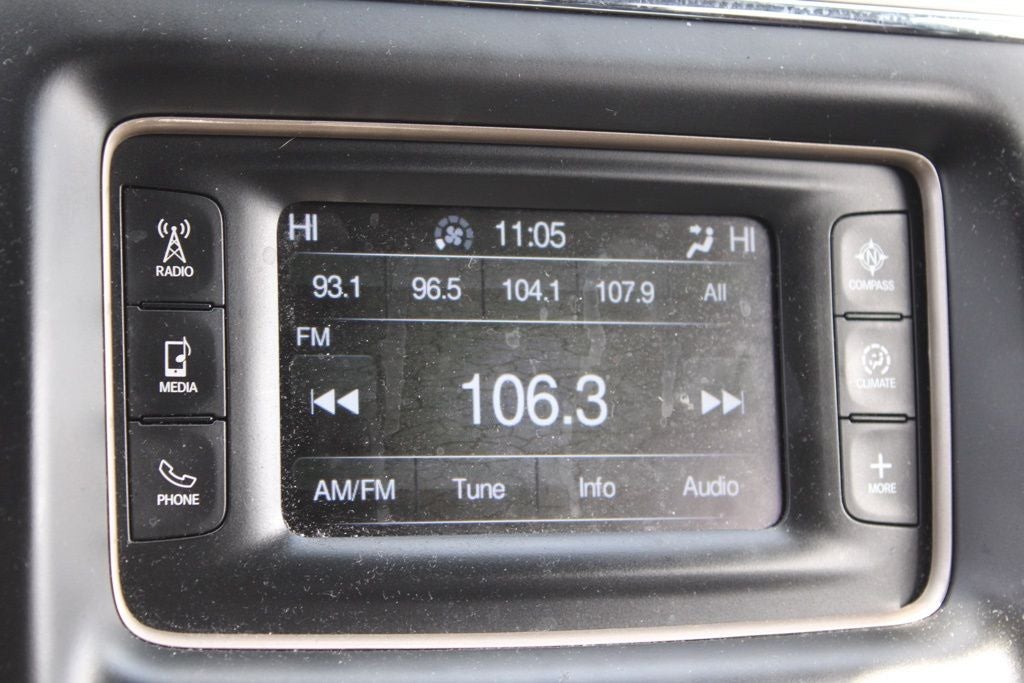 HI 11:05 HI
93.1 96.5 104.1 107.9 All
FM
106.3
AM/FM Tune Info Audio
RADIO
MEDIA
PHONE
N
COMPASS
CLIMATE
MORE